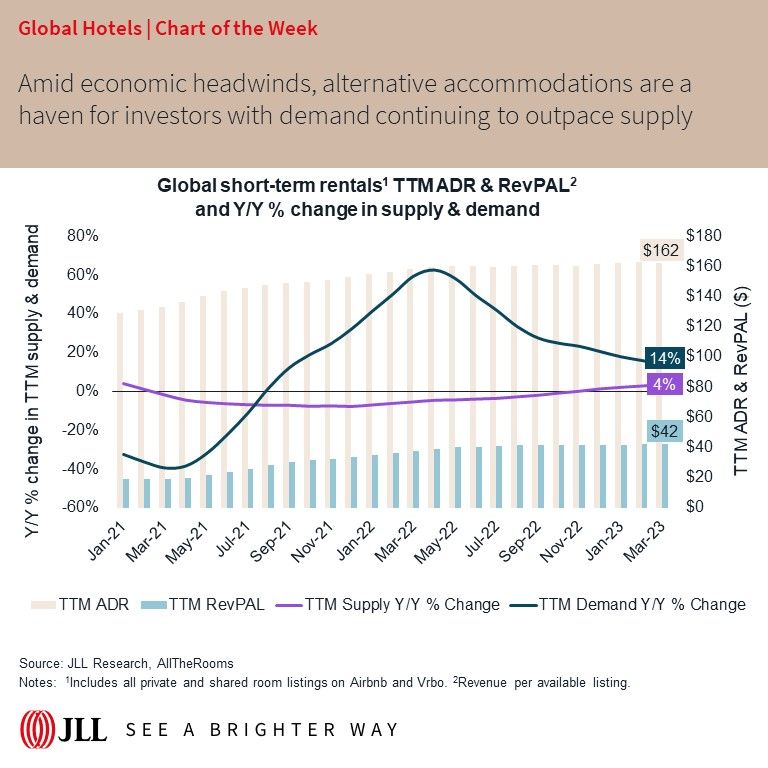 Global Hotels | Chart of the Week
Amid economic headwinds, alternative accommodations are a
haven for investors with demand continuing to outpace supply
Global short-term rentals¹ TTM ADR & RevPAL²
and Y/Y % change in supply & demand
Y/Y % change in TTM supply & demand
80%
60%
40%
20%
0%
-20%
-40%
-60%
$162
14%
4%
$42
$180
$160
$140
$120
$100
$80
$60
$40
$20
$0
TTM ADR & RevPAL ($)
Jan-21
Mar-21
May-21
Jul-21
Sep-21
Nov-21
Jan-22
Mar-22
May-22
Jul-22
Sep-22
Nov-22
Jan-23
Mar-23
TTM ADR
TTM RevPAL
TTM Supply Y/Y % Change
TTM Demand Y/Y % Change
Source: JLL Research, AllTheRooms
Notes: ¹Includes all private and shared room listings on Airbnb and Vrbo. ²Revenue per available listing.
JLL SEE A BRIGHTER WAY